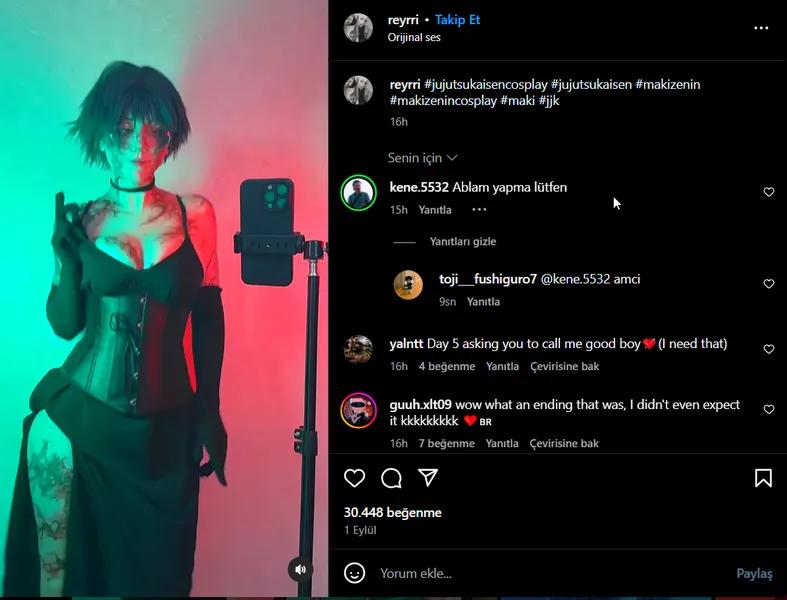 reyrri • Takip Et
Orijinal ses
reyrri #jujutsukaisencosplay #jujutsukaisen #makizenin
#makizenincosplay #maki #jjk
16h
Senin için
kene.5532 Ablam yapma lütfen
15h Yanıtla
Yanıtları gizle
toji___fushiguro7 @kene.5532 amci
9sn Yanıtla
yalntt Day 5 asking you to call me good boy❤️(I need that)
16h 4 beğenme Yanıtla Çevirisine bak
guuh.xlt09 wow what an ending that was, I didn't even expect
it kkkkkkkkk ❤️ BR
16h 7 beğenme Yanıtla Çevirisine bak
30.448 beğenme
1 Eylül
Yorum ekle...
Paylaş